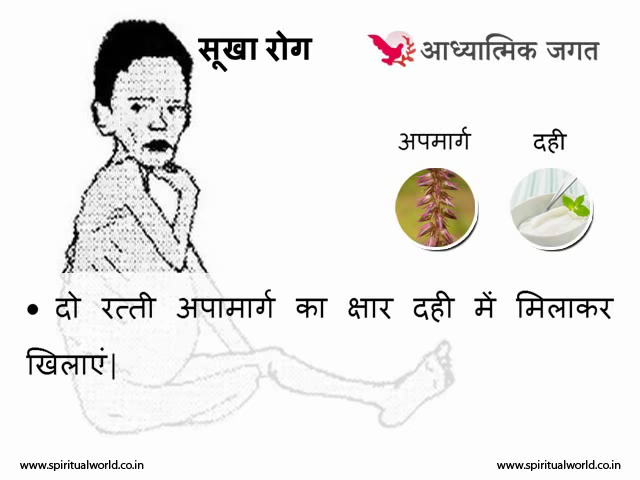 सूखा रोग
आध्यात्मिक जगत
अपमार्ग दही
• दो रत्ती अपामार्ग का क्षार दही में मिलाकर
खिलाएं|
www.spiritualworld.co.in www.spiritualworld.co.in